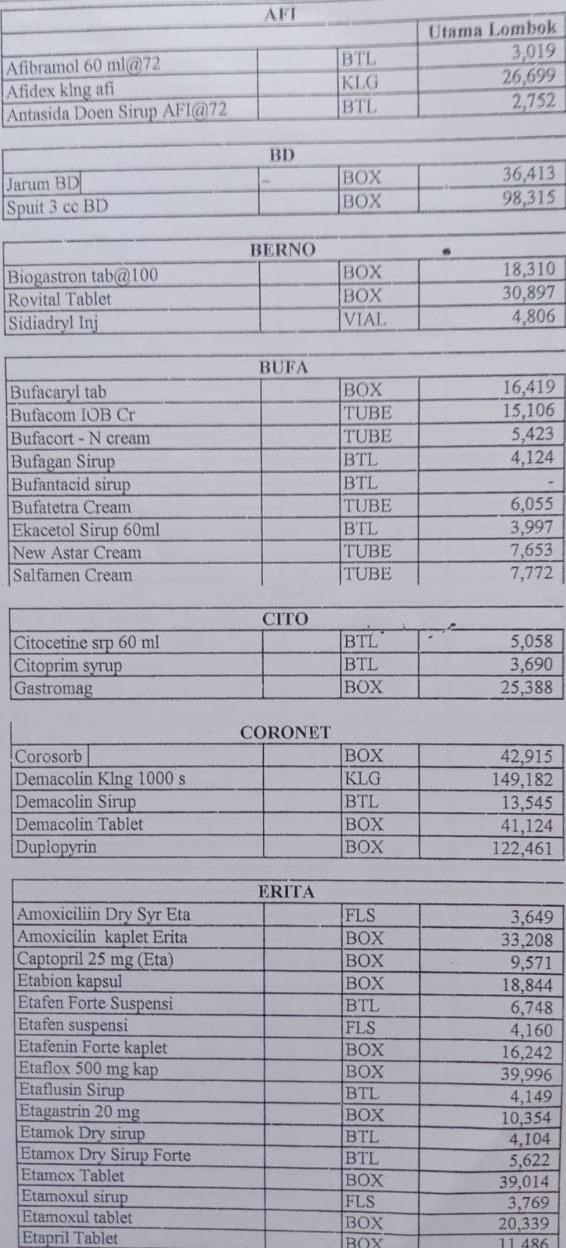 AFI
Utama Lombok
Afibramol 60 ml@72 BTL 3,019
Afidex klng afi KLG 26,699
Antasida Doen Sirup AFI@72 BTL 2,752
BD
Jarum BD - BOX 36,413
Spuit 3 cc BD BOX 98,315
BERNO
Biogastron tab@100 BOX 18,310
Rovital Tablet BOX 30,897
Sidiadryl Inj VIAL 4,806
BUFA
Bufacaryl tab BOX 16,419
Bufacom IOB Cr TUBE 15,106
Bufacort - N cream TUBE 5,423
Bufagan Sirup BTL 4,124
Bufantacid sirup BTL -
Bufatetra Cream TUBE 6,055
Ekacetol Sirup 60ml BTL 3,997
New Astar Cream TUBE 7,653
Salfamen Cream TUBE 7,772
CITO
Citocetine srp 60 ml BTL 5,058
Citoprim syrup BTL 3,690
Gastromag BOX 25,388
CORONET
Corosorb BOX 42,915
Demacolin Klng 1000 s KLG 149,182
Demacolin Sirup BTL 13,545
Demacolin Tablet BOX 41,124
Duplopyrin BOX 122,461
ERITA
Amoxiciliin Dry Syr Eta FLS 3,649
Amoxicilin kaplet Erita BOX 33,208
Captopril 25 mg (Eta) BOX 9,571
Etabion kapsul BOX 18,844
Etafen Forte Suspensi BTL 6,748
Etafen suspensi FLS 4,160
Etafenin Forte kaplet BOX 16,242
Etaflox 500 mg kap BOX 39,996
Etaflusin Sirup BTL 4,149
Etagastrin 20 mg BOX 10,354
Etamok Dry sirup BTL 4,104
Etamox Dry Sirup Forte BTL 5,622
Etamox Tablet BOX 39,014
Etamoxul sirup FLS 3,769
Etamoxul tablet BOX 20,339
Etapril Tablet BOX 11,486